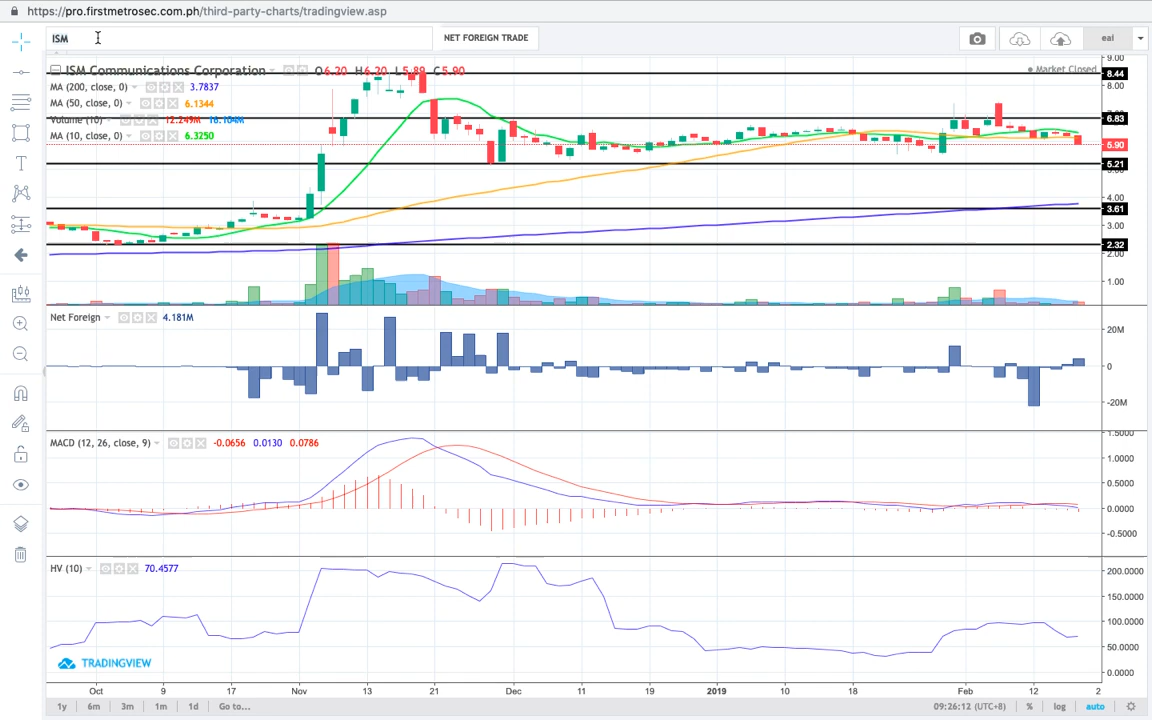 https://pro.firstmetrosec.com.ph/third-party-charts/tradingview.asp
ISM
NET FOREIGN TRADE
eai
ISM Communications Corporation O6.20 H6.20 L5.89 C5.90
Market Closed
MA (200, close, 0) 3.7837
MA (50, close, 0) 6.1344
Volume (10) 12.249M 16.104M
MA (10, close, 0) 6.3250
9.00
8.44
8.00
6.83
5.90
5.21
4.00
3.61
3.00
2.32
2.00
1.00
Net Foreign 4.181M
20M
0
-20M
MACD (12, 26, close, 9) -0.0656 0.0130 0.0786
1.5000
1.0000
0.5000
0.0000
-0.5000
HV (10) 70.4577
200.0000
150.0000
100.0000
50.0000
0.0000
TRADINGVIEW
Oct 9 17 Nov 13 21 Dec 11 19 2019 10 18 Feb 12 2
1y 6m 3m 1m 1d Go to... 09:26:12 (UTC+8) % log auto